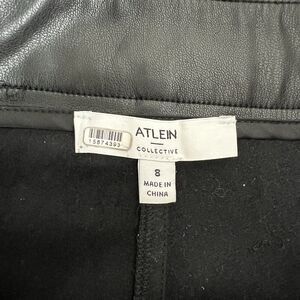 ATLEIN
COLLECTIVE
15874393
8
MADE IN
CHINA